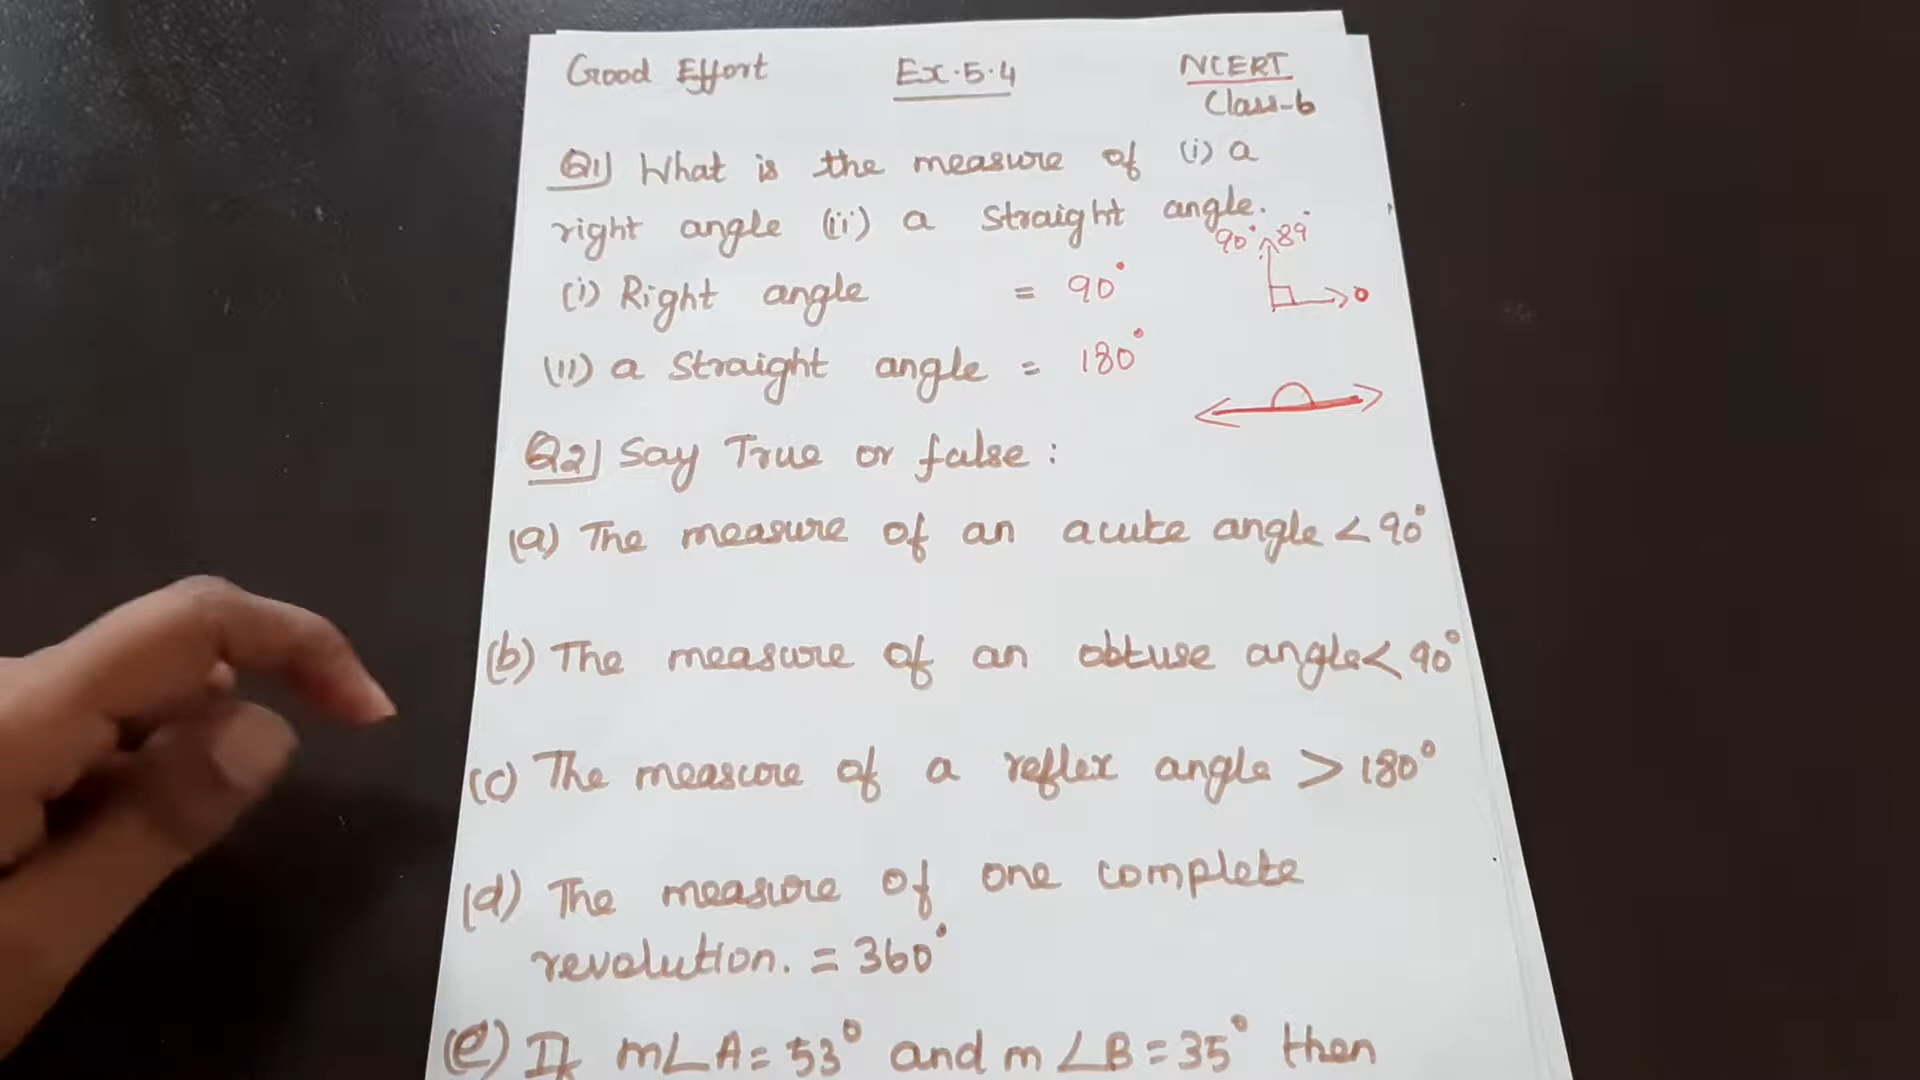 Good Effort Ex.5.4 NCERT
Class-6
Q1) What is the measure of (i) a
right angle (ii) a Straight angle.
90° 89°
(i) Right angle = 90°
0
(ii) a Straight angle = 180°
Q2) Say True or false :
(a) The measure of an acute angle < 90°
(b) The measure of an obtuse angle < 90°
(c) The measure of a reflex angle > 180°
(d) The measure of one complete
revolution. = 360°
(e) If m∠A = 53° and m∠B = 35° then